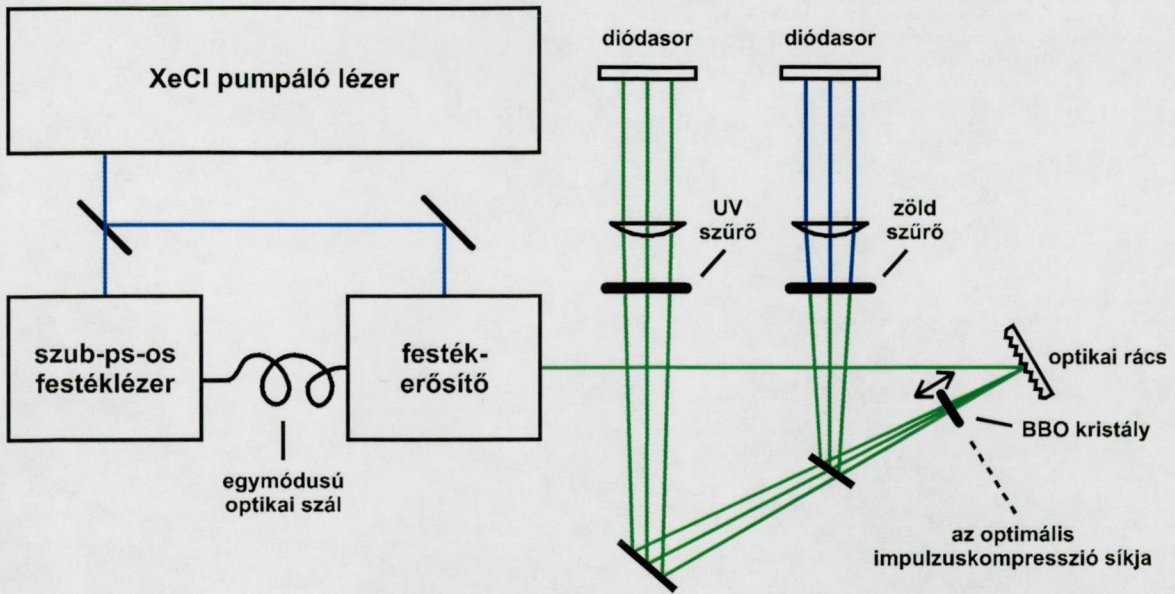 XeCl pumpáló lézer
diódasor
diódasor
UV
szűrő
zöld
szűrő
szub-ps-os
festéklézer
festék-
erősítő
optikai rács
BBO kristály
egymódusú
optikai szál
az optimális
impulzuskompresszió síkja